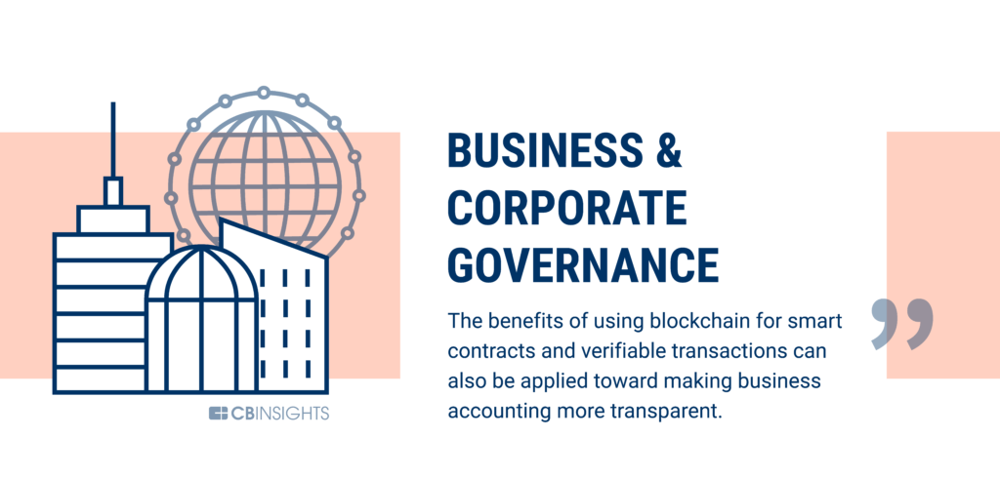 BUSINESS &
CORPORATE
GOVERNANCE
The benefits of using blockchain for smart
contracts and verifiable transactions can
also be applied toward making business
accounting more transparent.
”
CBINSIGHTS